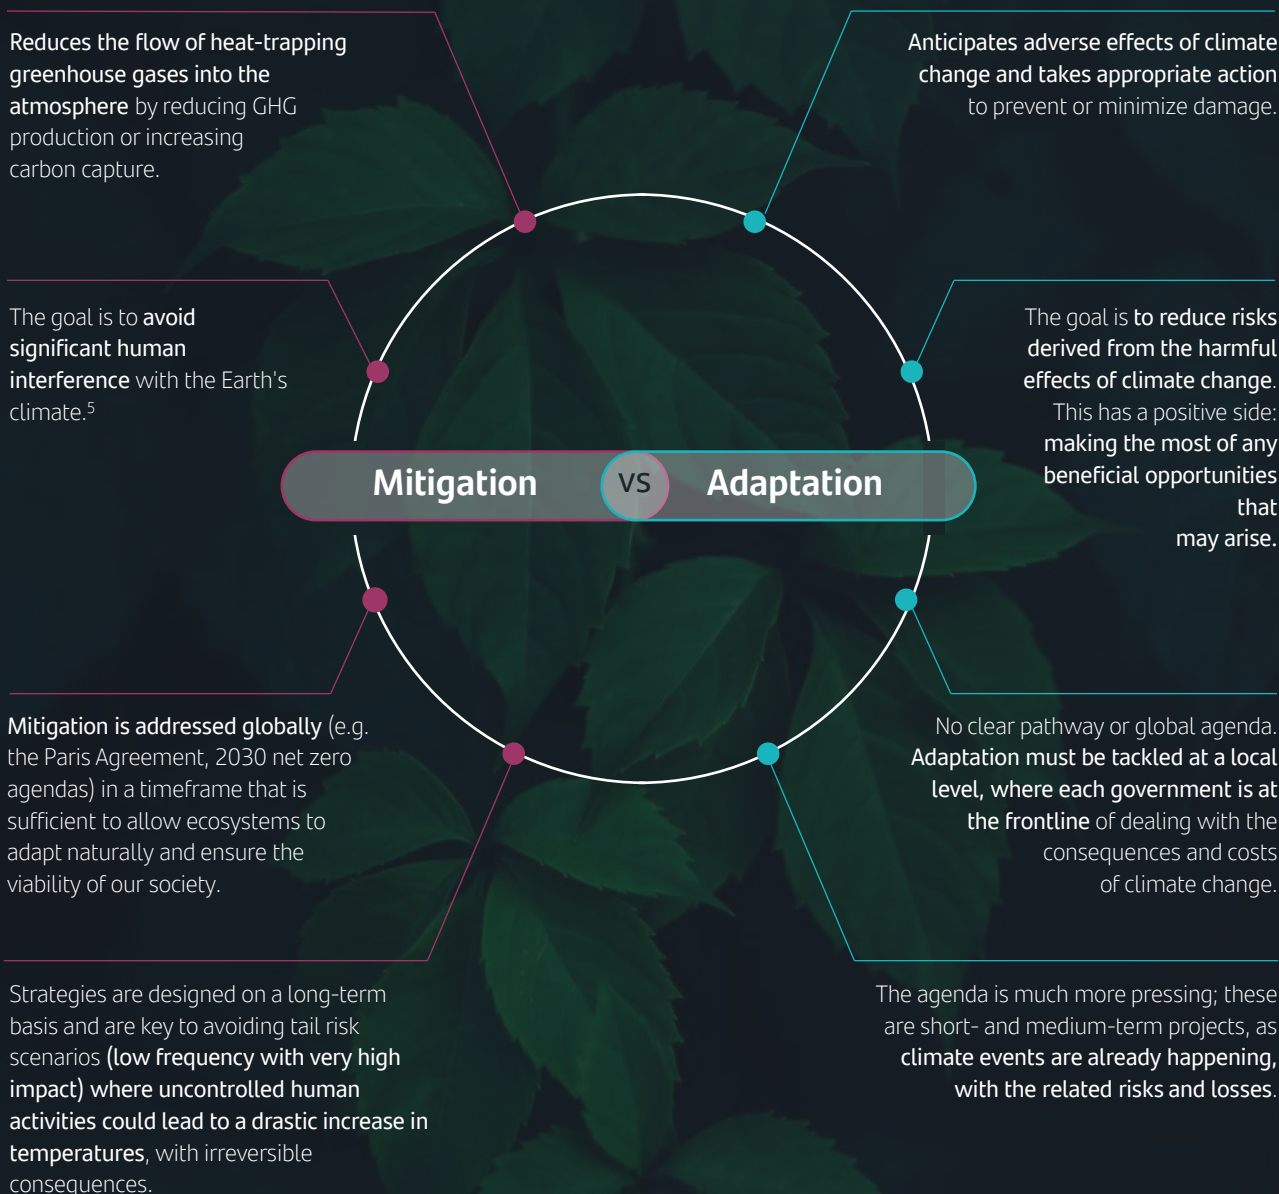 Reduces the flow of heat-trapping
greenhouse gases into the
atmosphere by reducing GHG
production or increasing
carbon capture.
Anticipates adverse effects of climate
change and takes appropriate action
to prevent or minimize damage.
The goal is to avoid
significant human
interference with the Earth's
climate.5
The goal is to reduce risks
derived from the harmful
effects of climate change.
This has a positive side:
making the most of any
beneficial opportunities
that
may arise.
Mitigation VS Adaptation
Mitigation is addressed globally (e.g.
the Paris Agreement, 2030 net zero
agendas) in a timeframe that is
sufficient to allow ecosystems to
adapt naturally and ensure the
viability of our society.
No clear pathway or global agenda.
Adaptation must be tackled at a local
level, where each government is at
the frontline of dealing with the
consequences and costs
of climate change.
Strategies are designed on a long-term
basis and are key to avoiding tail risk
scenarios (low frequency with very high
impact) where uncontrolled human
activities could lead to a drastic increase in
temperatures, with irreversible
consequences.
The agenda is much more pressing; these
are short- and medium-term projects, as
climate events are already happening,
with the related risks and losses.